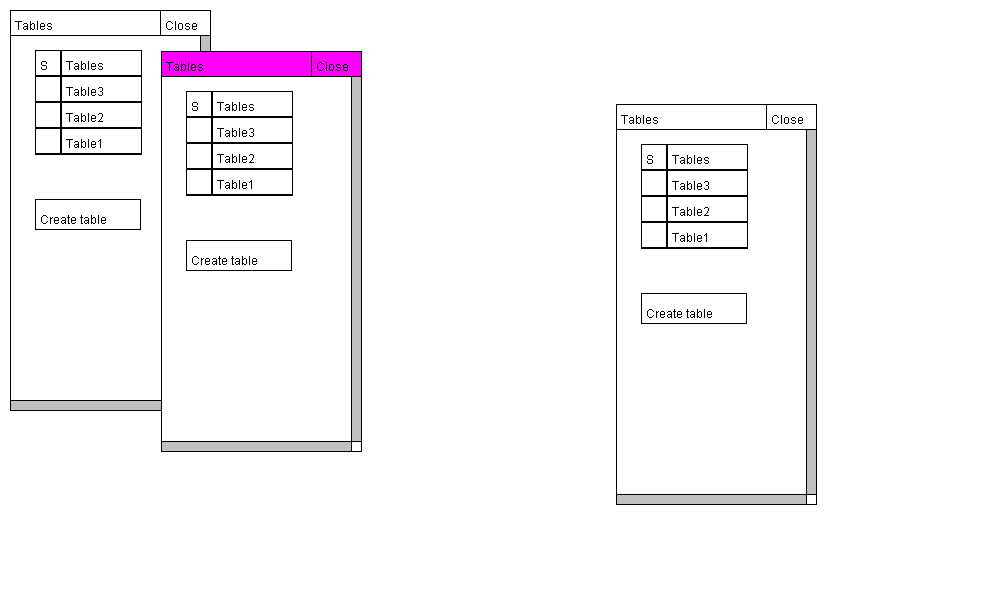 Tables Close
S Tables
Table3
Table2
Table1
Create table
Tables Close
S Tables
Table3
Table2
Table1
Create table
Tables Close
S Tables
Table3
Table2
Table1
Create table